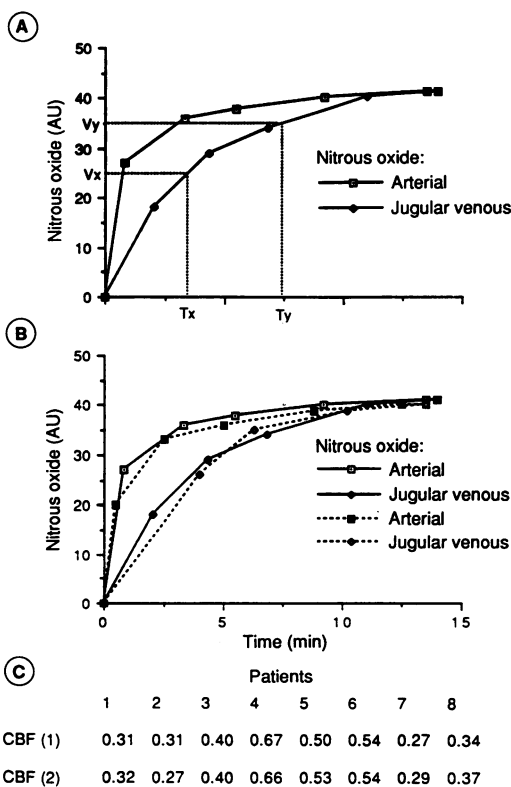 A
50
40
30
20
10
0
Nitrous oxide (AU)
Vy
Vx
Tx
Ty
Nitrous oxide:
Arterial
Jugular venous
B
50
40
30
20
10
0
Nitrous oxide (AU)
Nitrous oxide:
Arterial
Jugular venous
Arterial
Jugular venous
0 5 10 15
Time (min)
C
Patients
1 2 3 4 5 6 7 8
CBF (1) 0.31 0.31 0.40 0.67 0.50 0.54 0.27 0.34
CBF (2) 0.32 0.27 0.40 0.66 0.53 0.54 0.29 0.37